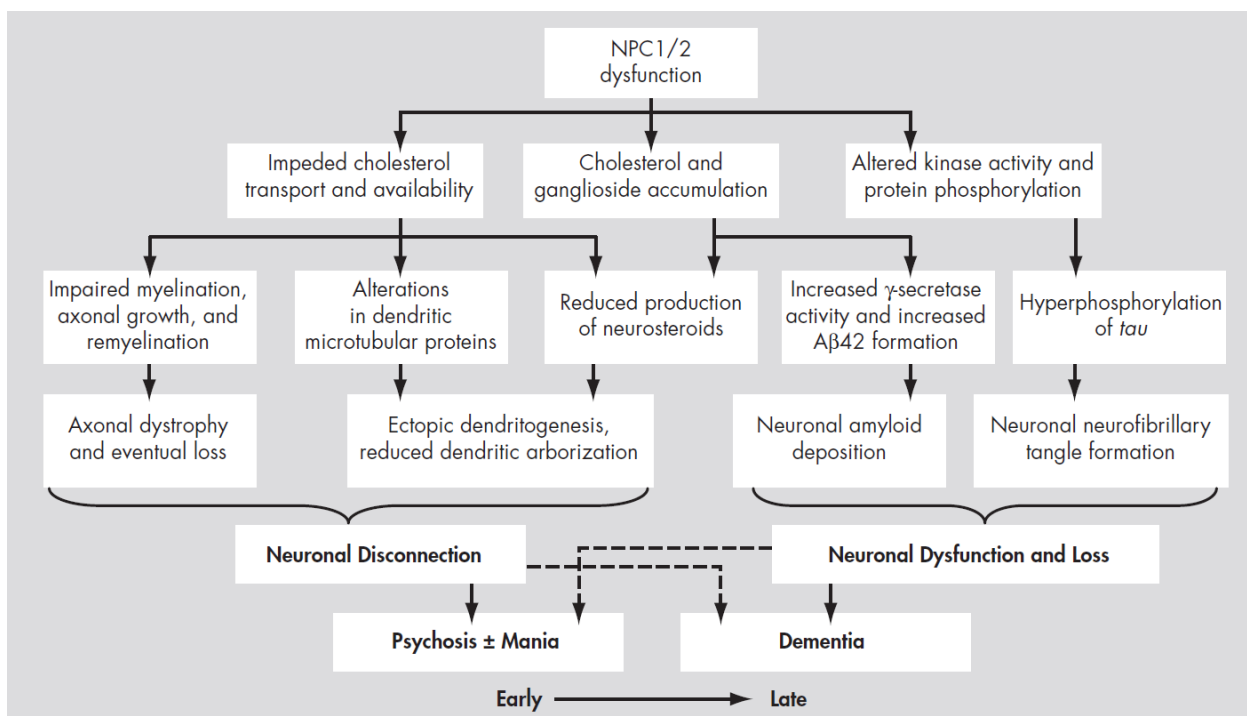 NPC1/2
dysfunction
Impeded cholesterol
transport and availability
Cholesterol and
ganglioside accumulation
Altered kinase activity and
protein phosphorylation
Impaired myelination,
axonal growth, and
remyelination
Alterations
in dendritic
microtubular proteins
Reduced production
of neurosteroids
Increased γ-secretase
activity and increased
Aβ42 formation
Hyperphosphorylation
of tau
Axonal dystrophy
and eventual loss
Ectopic dendritogenesis,
reduced dendritic arborization
Neuronal amyloid
deposition
Neuronal neurofibrillary
tangle formation
Neuronal Disconnection
Neuronal Dysfunction and Loss
Psychosis ± Mania
Dementia
Early
Late